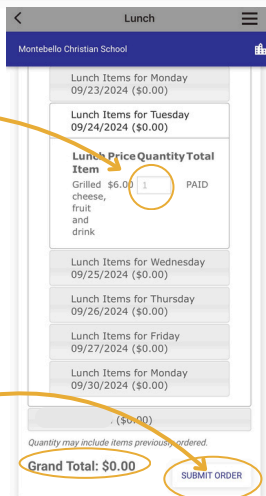 Lunch
Montebello Christian School
Lunch Items for Monday
09/23/2024 ($0.00)
Lunch Items for Tuesday
09/24/2024 ($0.00)
Lunch Price Quantity Total
Item
Grilled $6.00 1 PAID
cheese,
fruit
and
drink
Lunch Items for Wednesday
09/25/2024 ($0.00)
Lunch Items for Thursday
09/26/2024 ($0.00)
Lunch Items for Friday
09/27/2024 ($0.00)
Lunch Items for Monday
09/30/2024 ($0.00)
, ($0.00)
Quantity may include items previously ordered.
Grand Total: $0.00
SUBMIT ORDER